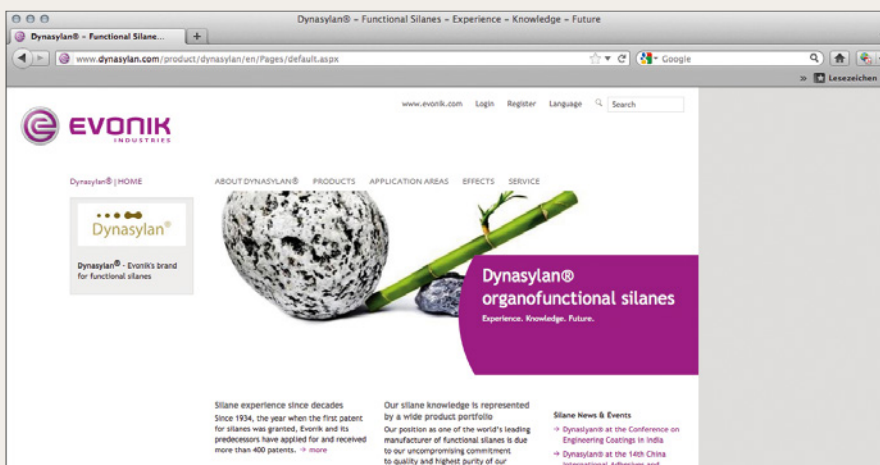 Dynasylan® – Functional Silanes – Experience – Knowledge – Future
Dynasylan® – Functional Silane...
www.dynasylan.com/product/dynasylan/en/Pages/default.aspx
Google
» Lesezeichen
www.evonik.com Login Register Language Search
EVONIK
INDUSTRIES
Dynasylan® | HOME
ABOUT DYNASYLAN® PRODUCTS APPLICATION AREAS EFFECTS SERVICE
Dynasylan®
Dynasylan® - Evonik's brand
for functional silanes
Dynasylan®
organofunctional silanes
Experience. Knowledge. Future.
Silane experience since decades
Since 1934, the year when the first patent
for silanes was granted, Evonik and its
predecessors have applied for and received
more than 400 patents. → more
Our silane knowledge is represented
by a wide product portfolio
Our position as one of the world's leading
manufacturer of functional silanes is due
to our uncompromising commitment
to quality and highest purity of our
Silane News & Events
→ Dynaslyan® at the Conference on
Engineering Coatings in India
→ Dynasylan® at the 14th China
International Adhesives and